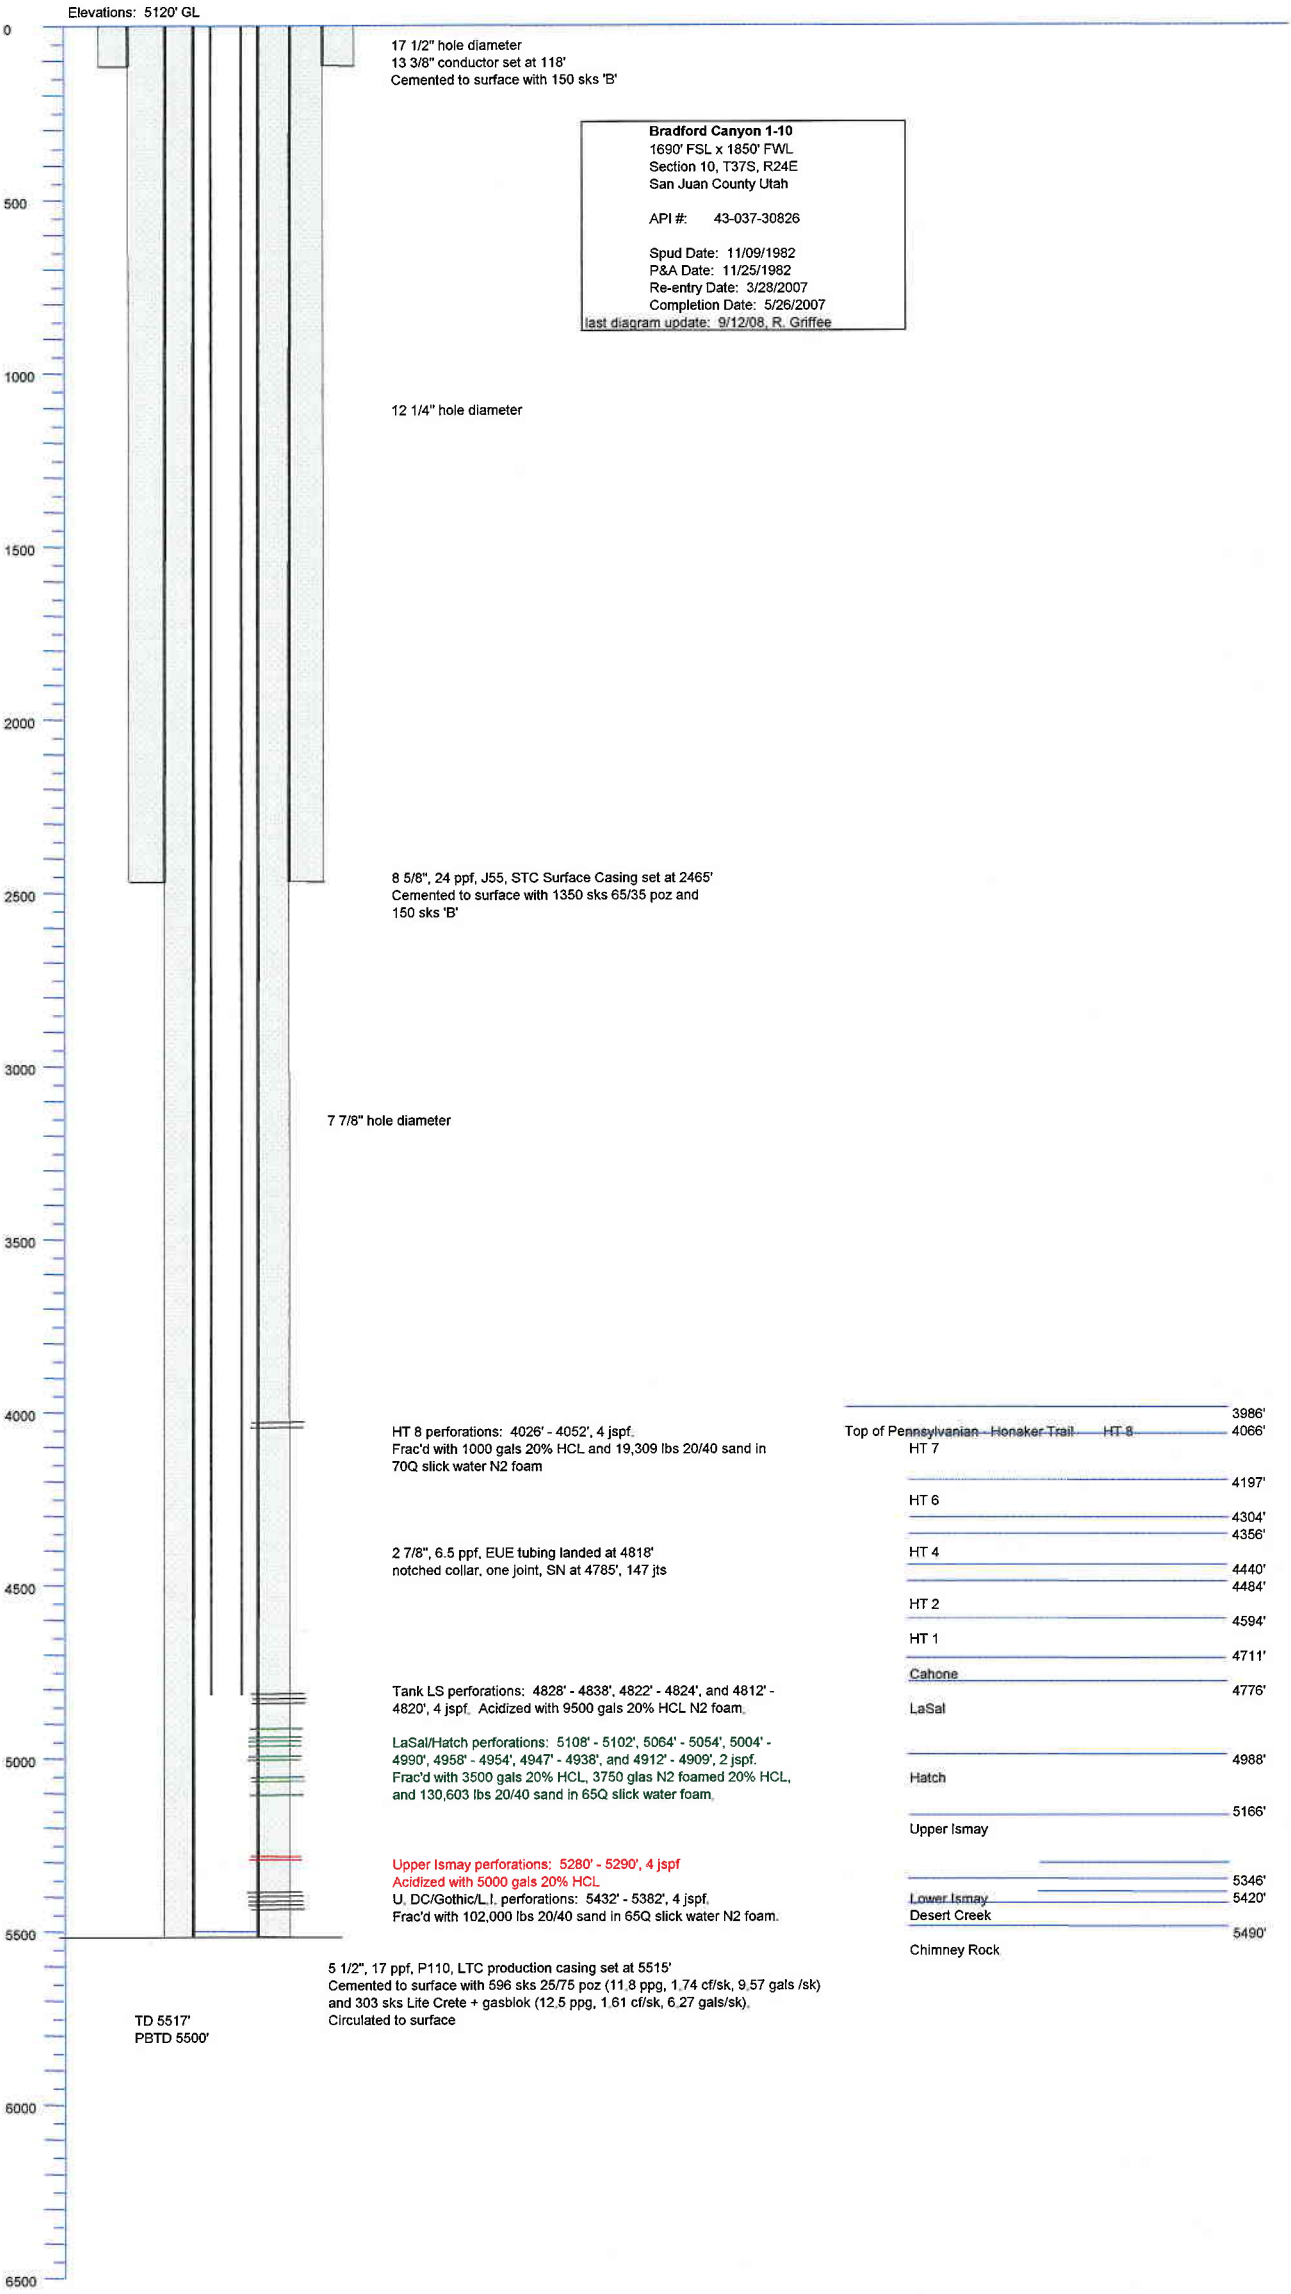 Elevations: 5120' GL
0
17 1/2" hole diameter
13 3/8" conductor set at 118'
Cemented to surface with 150 sks 'B'
Bradford Canyon 1-10
1690' FSL x 1850' FWL
Section 10, T37S, R24E
San Juan County Utah
API #: 43-037-30826
Spud Date: 11/09/1982
P&A Date: 11/25/1982
Re-entry Date: 3/28/2007
Completion Date: 5/26/2007
last diagram update: 9/12/08, R. Griffee
500
1000
12 1/4" hole diameter
1500
2000
8 5/8", 24 ppf, J55, STC Surface Casing set at 2465'
Cemented to surface with 1350 sks 65/35 poz and
150 sks 'B'
2500
3000
7 7/8" hole diameter
3500
4000
HT 8 perforations: 4026' - 4052', 4 jspf.
Frac'd with 1000 gals 20% HCL and 19,309 lbs 20/40 sand in
70Q slick water N2 foam
2 7/8", 6.5 ppf, EUE tubing landed at 4818'
notched collar, one joint, SN at 4785', 147 jts
4500
Tank LS perforations: 4828' - 4838', 4822' - 4824', and 4812' -
4820', 4 jspf. Acidized with 9500 gals 20% HCL N2 foam.
LaSal/Hatch perforations: 5108' - 5102', 5064' - 5054', 5004' -
4990', 4958' - 4954', 4947' - 4938', and 4912' - 4909', 2 jspf.
Frac'd with 3500 gals 20% HCL, 3750 glas N2 foamed 20% HCL,
and 130,603 lbs 20/40 sand in 65Q slick water foam.
5000
Upper Ismay perforations: 5280' - 5290', 4 jspf
Acidized with 5000 gals 20% HCL
U. DC/Gothic/L.I. perforations: 5432' - 5382', 4 jspf.
Frac'd with 102,000 lbs 20/40 sand in 65Q slick water N2 foam.
5500
3986'
Top of Pennsylvanian - Honaker Trail HT 8 4066'
HT 7
4197'
HT 6
4304'
4356'
HT 4
4440'
4484'
HT 2
4594'
HT 1
4711'
Cahone
4776'
LaSal
4988'
Hatch
5166'
Upper Ismay
5346'
Lower Ismay 5420'
Desert Creek
5490'
Chimney Rock
5 1/2", 17 ppf, P110, LTC production casing set at 5515'
Cemented to surface with 596 sks 25/75 poz (11.8 ppg, 1.74 cf/sk, 9.57 gals /sk)
and 303 sks Lite Crete + gasblok (12.5 ppg, 1.61 cf/sk, 6.27 gals/sk).
Circulated to surface
TD 5517'
PBTD 5500'
6000
6500